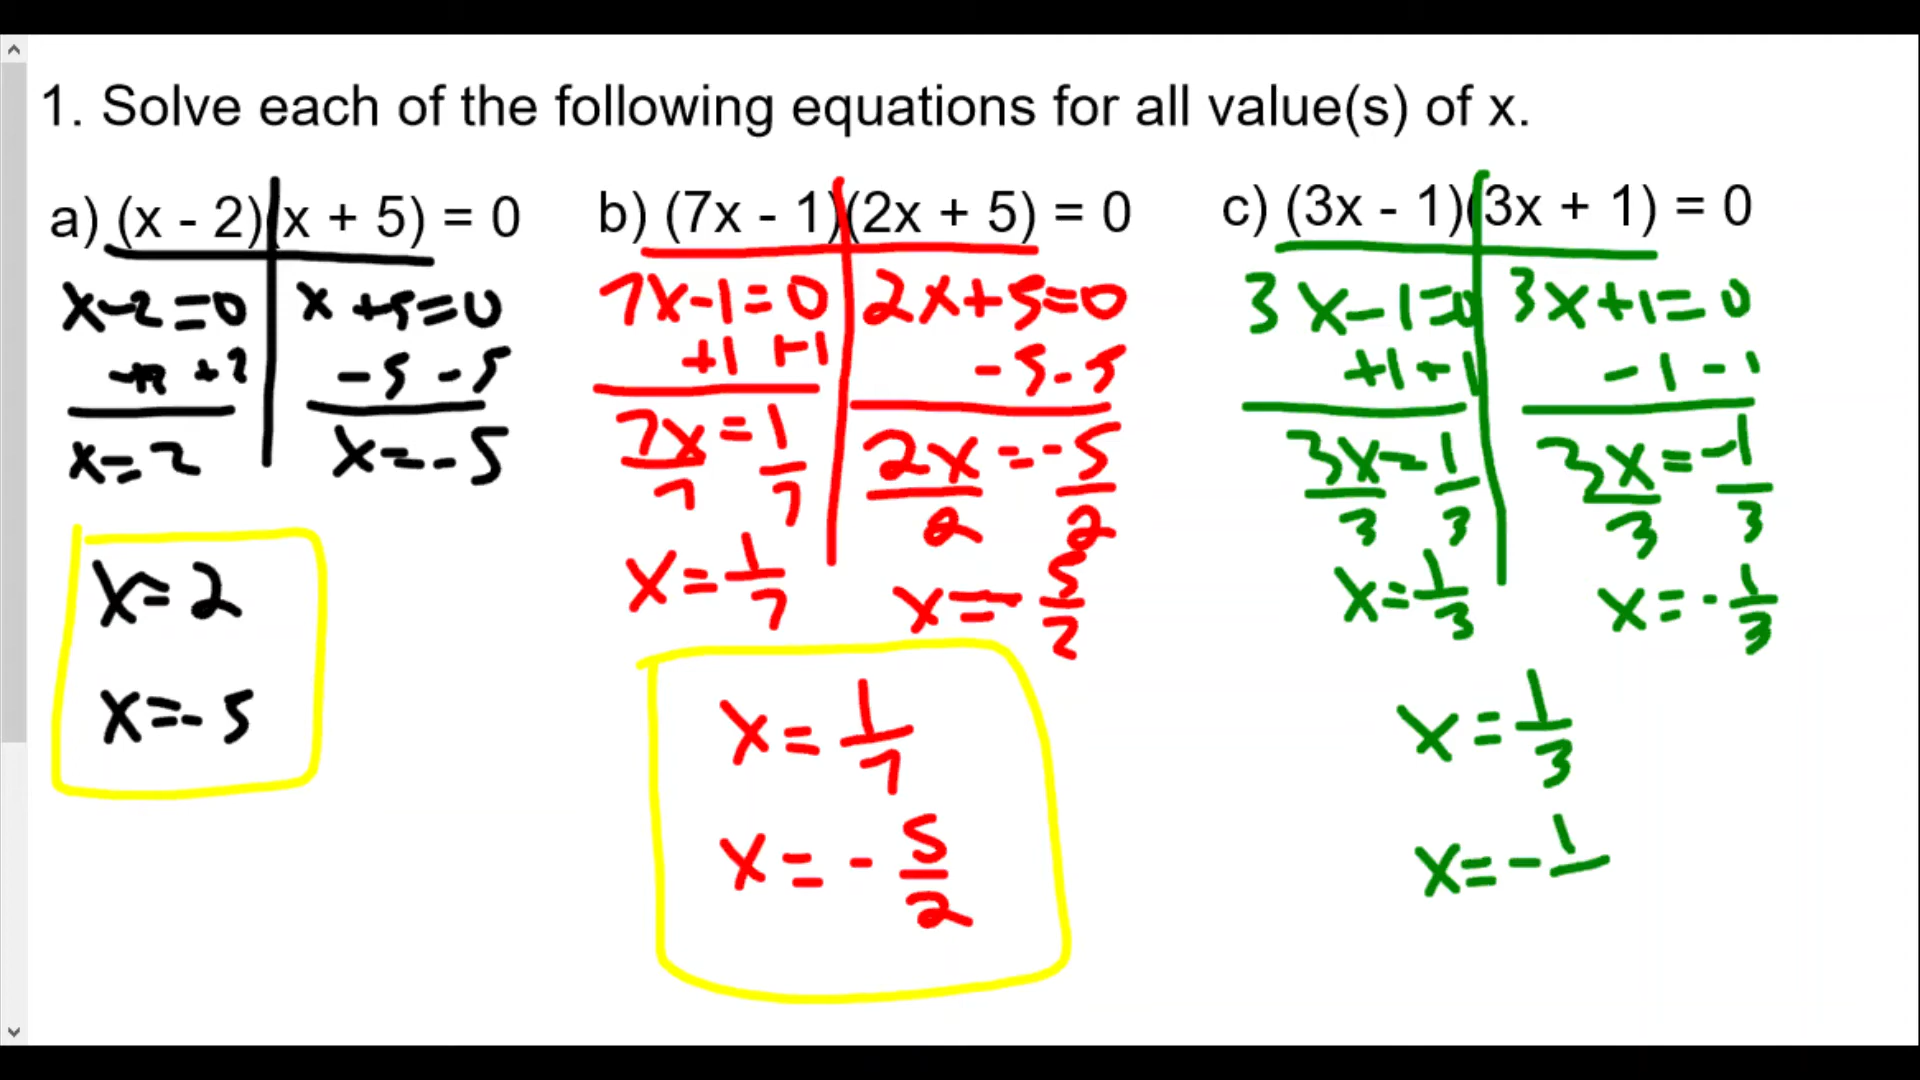 1. Solve each of the following equations for all value(s) of x.
a) (x - 2)(x + 5) = 0
x-2=0 x+5=0
+2 +2 -5 -5
x=2 x=-5
x=2
x=-5
b) (7x - 1)(2x + 5) = 0
7x-1=0 2x+5=0
+1 +1 -5 -5
7x/7 = 1/7 2x/2 = -5/2
x=1/7 x=-5/2
x=1/7
x=-5/2
c) (3x - 1)(3x + 1) = 0
3x-1=0 3x+1=0
+1+1 -1 -1
3x/3 = 1/3 3x/3 = -1/3
x=1/3 x=-1/3
x=1/3
x=-1/